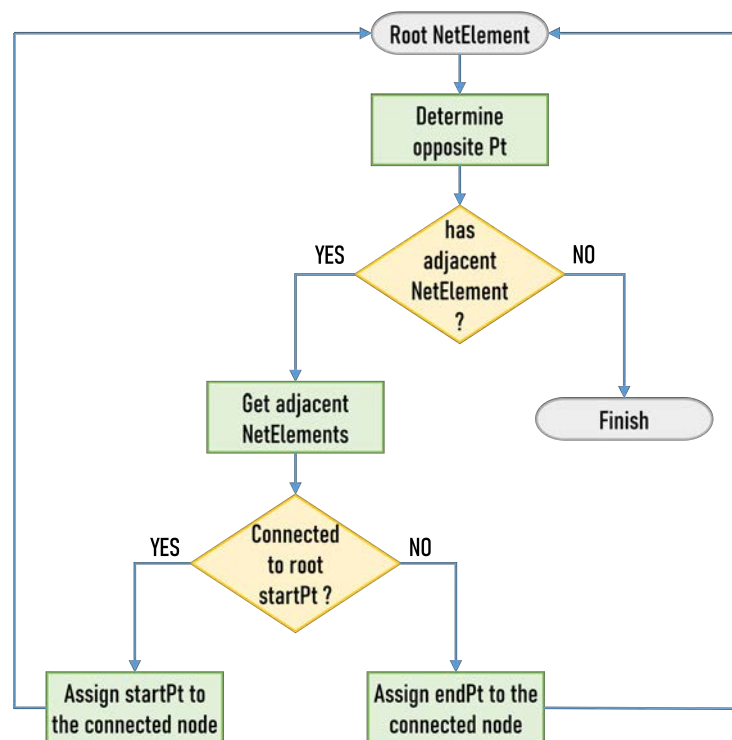 Root NetElement
Determine
opposite Pt
has
adjacent
NetElement
?
YES
NO
Get adjacent
NetElements
Finish
Connected
to root
startPt ?
YES
NO
Assign startPt to
the connected node
Assign endPt to the
connected node